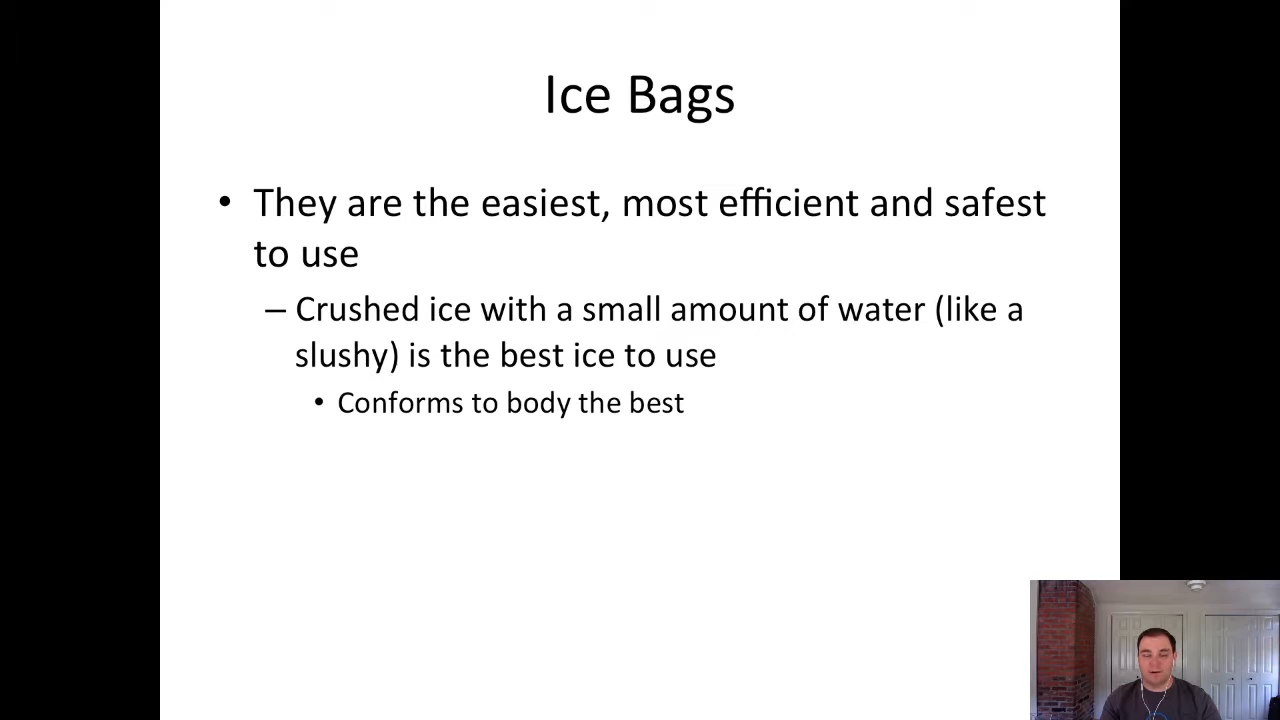 Ice Bags
• They are the easiest, most efficient and safest
to use
– Crushed ice with a small amount of water (like a
slushy) is the best ice to use
• Conforms to body the best